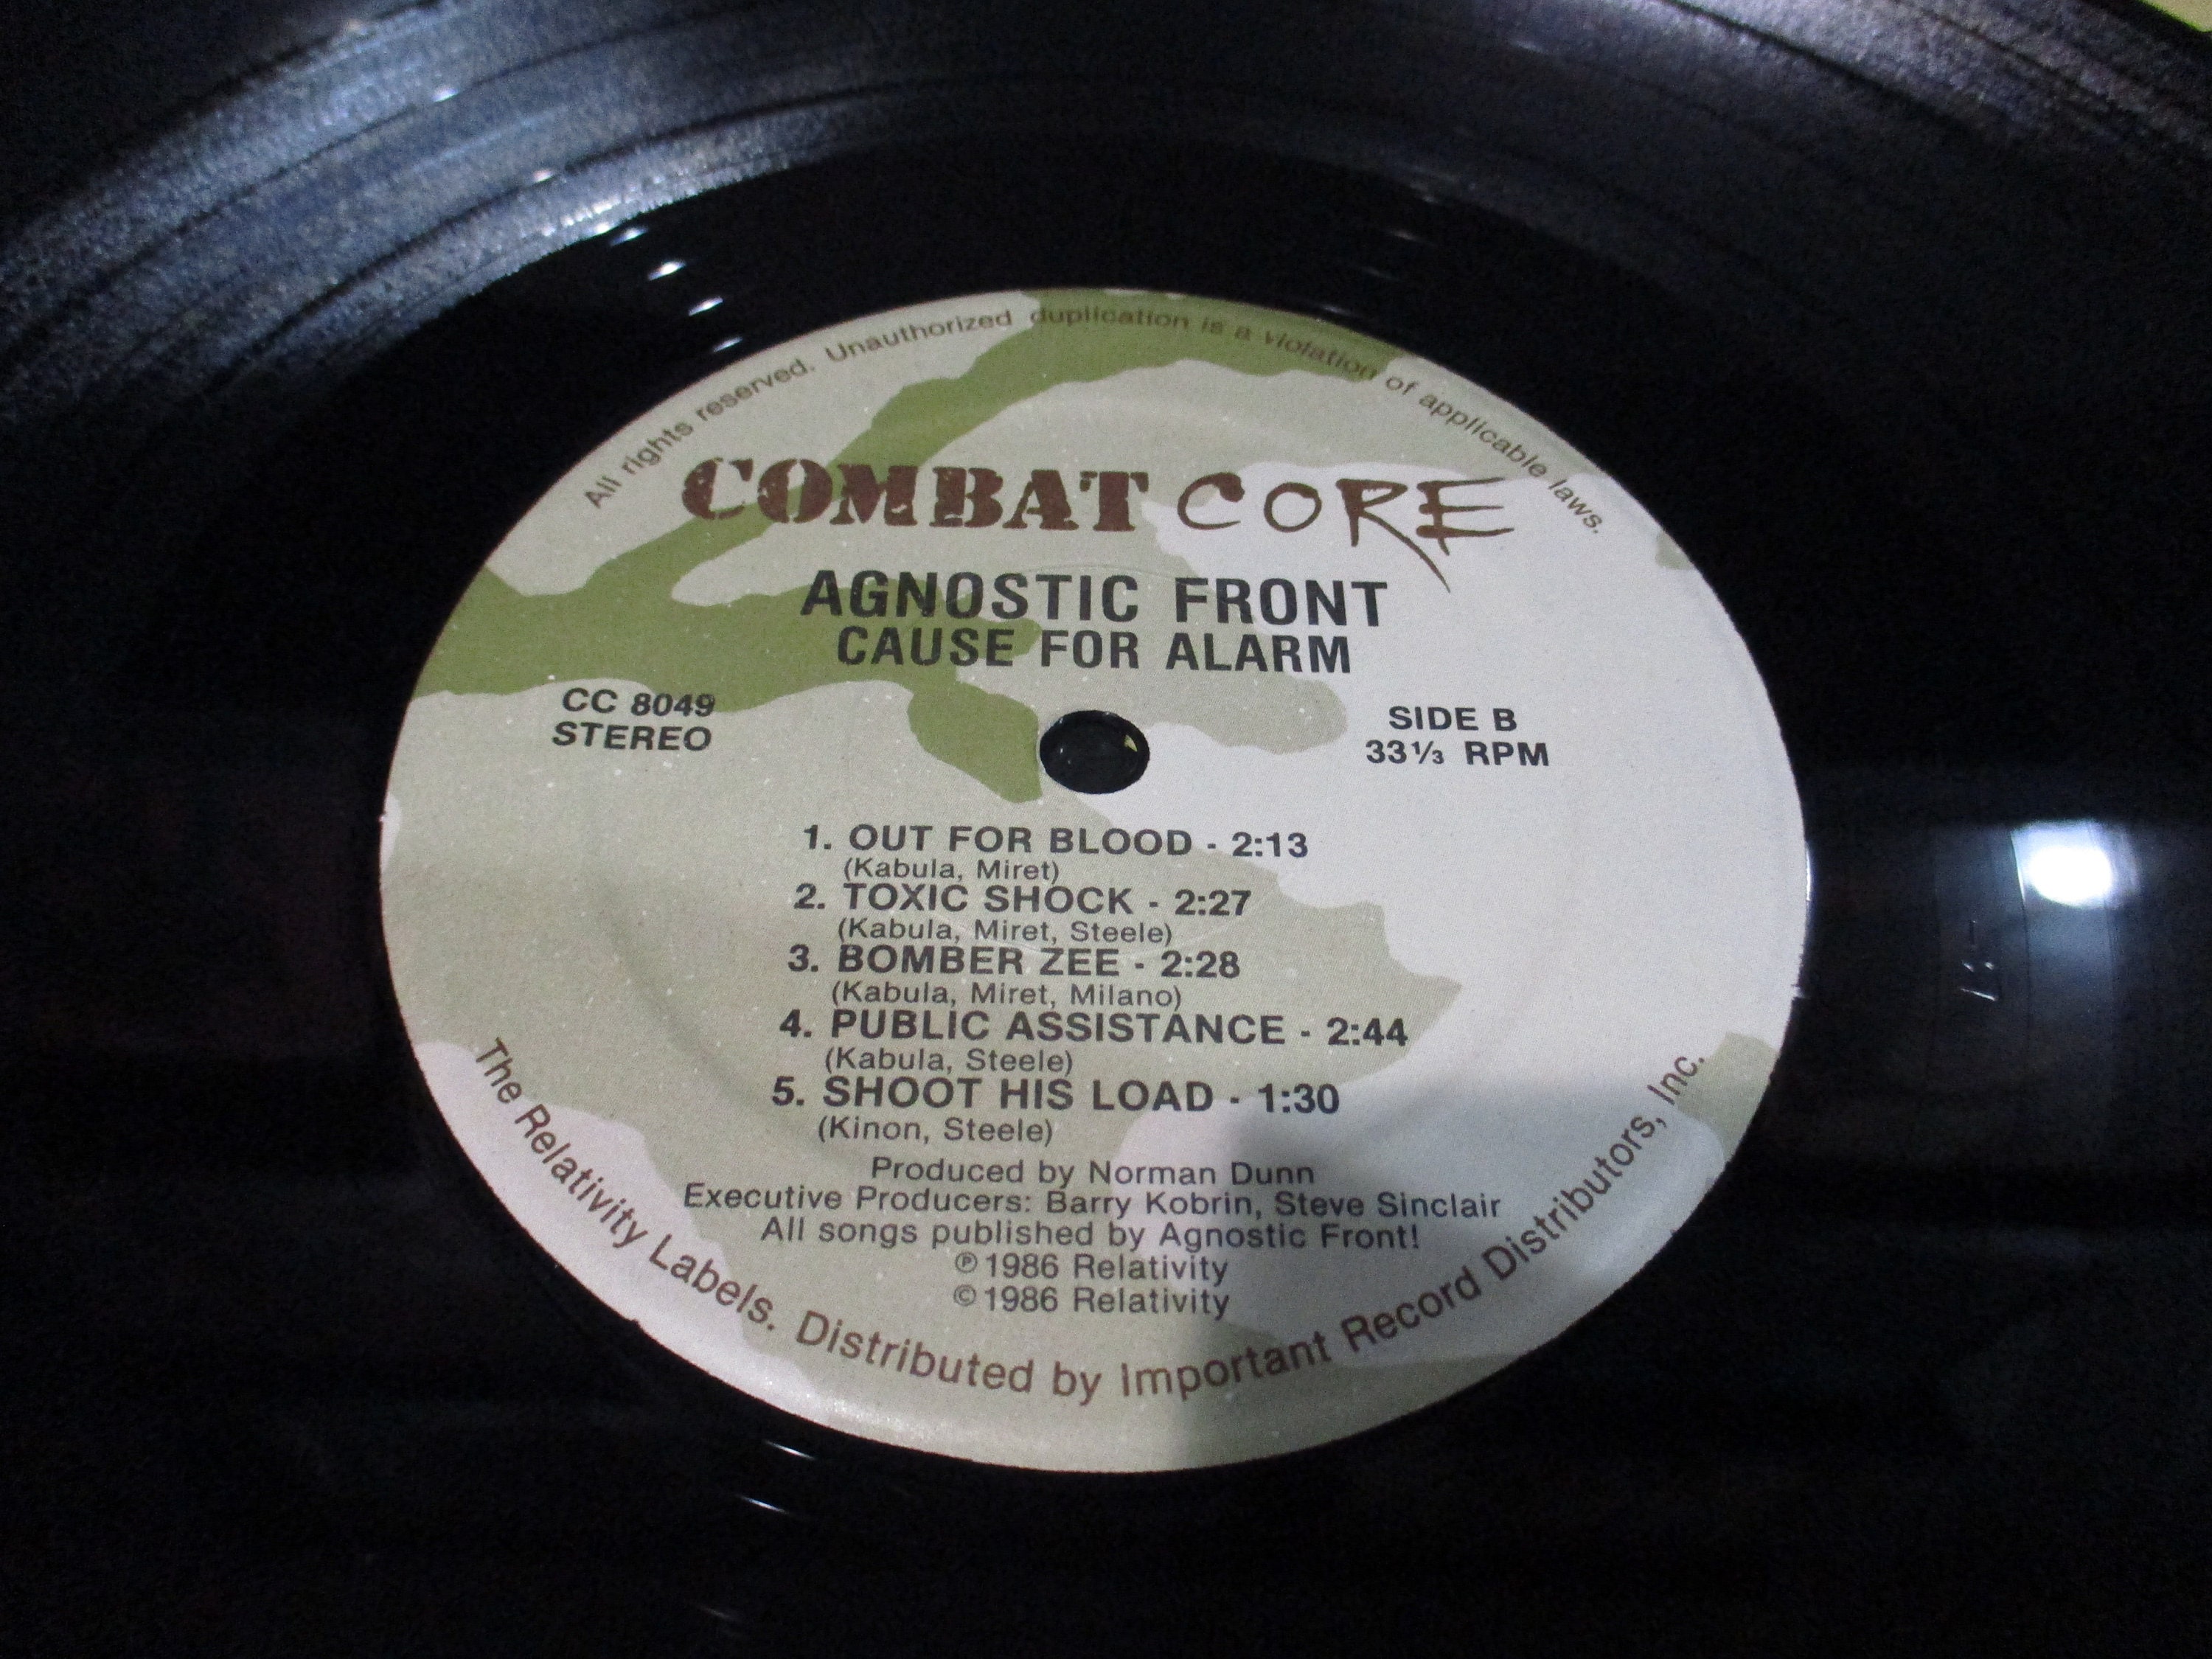 All rights reserved. Unauthorized duplication is a violation of applicable laws.
COMBAT CORE
AGNOSTIC FRONT
CAUSE FOR ALARM
CC 8049
STEREO
SIDE B
33⅓ RPM
1. OUT FOR BLOOD - 2:13
(Kabula, Miret)
2. TOXIC SHOCK - 2:27
(Kabula, Miret, Steele)
3. BOMBER ZEE - 2:28
(Kabula, Miret, Milano)
4. PUBLIC ASSISTANCE - 2:44
(Kabula, Steele)
5. SHOOT HIS LOAD - 1:30
(Kinon, Steele)
Produced by Norman Dunn
Executive Producers: Barry Kobrin, Steve Sinclair
All songs published by Agnostic Front!
℗ 1986 Relativity
© 1986 Relativity
The Relativity Labels. Distributed by Important Record Distributors, Inc.